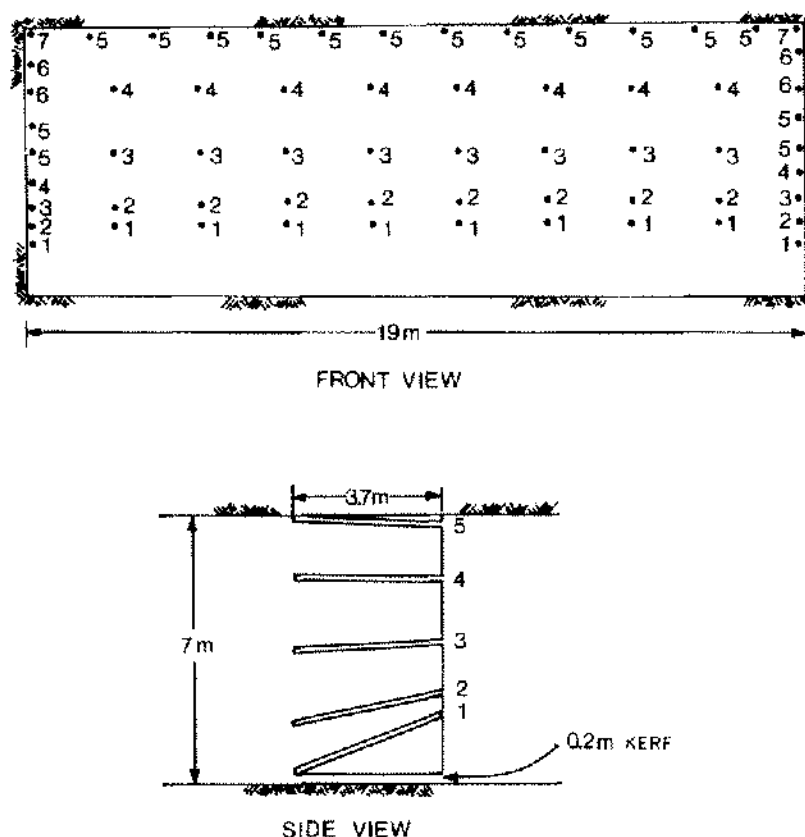 7 5 5 5 5 5 5 5 5 5 5 5 5 7
6 6
6 4 4 4 4 4 4 4 4 6
5 5
5 3 3 3 3 3 3 3 3 5
4 4
3 2 2 2 2 2 2 2 2 3
2 1 1 1 1 1 1 1 1 2
1 1
19m
FRONT VIEW
3.7m
5
4
7m
3
2
1
0.2m KERF
SIDE VIEW